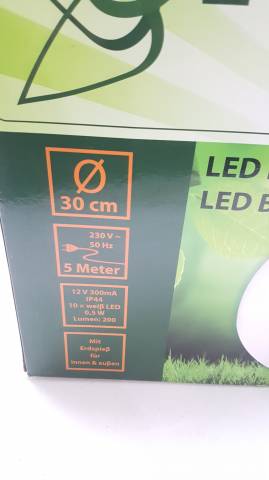 Ø
30 cm
230 V ~
50 Hz
5 Meter
12 V 300mA
IP44
10 × weiß LED
0,5 W
Lumen: 200
Mit
Erdspieß
für
innen & außen
LED
LED